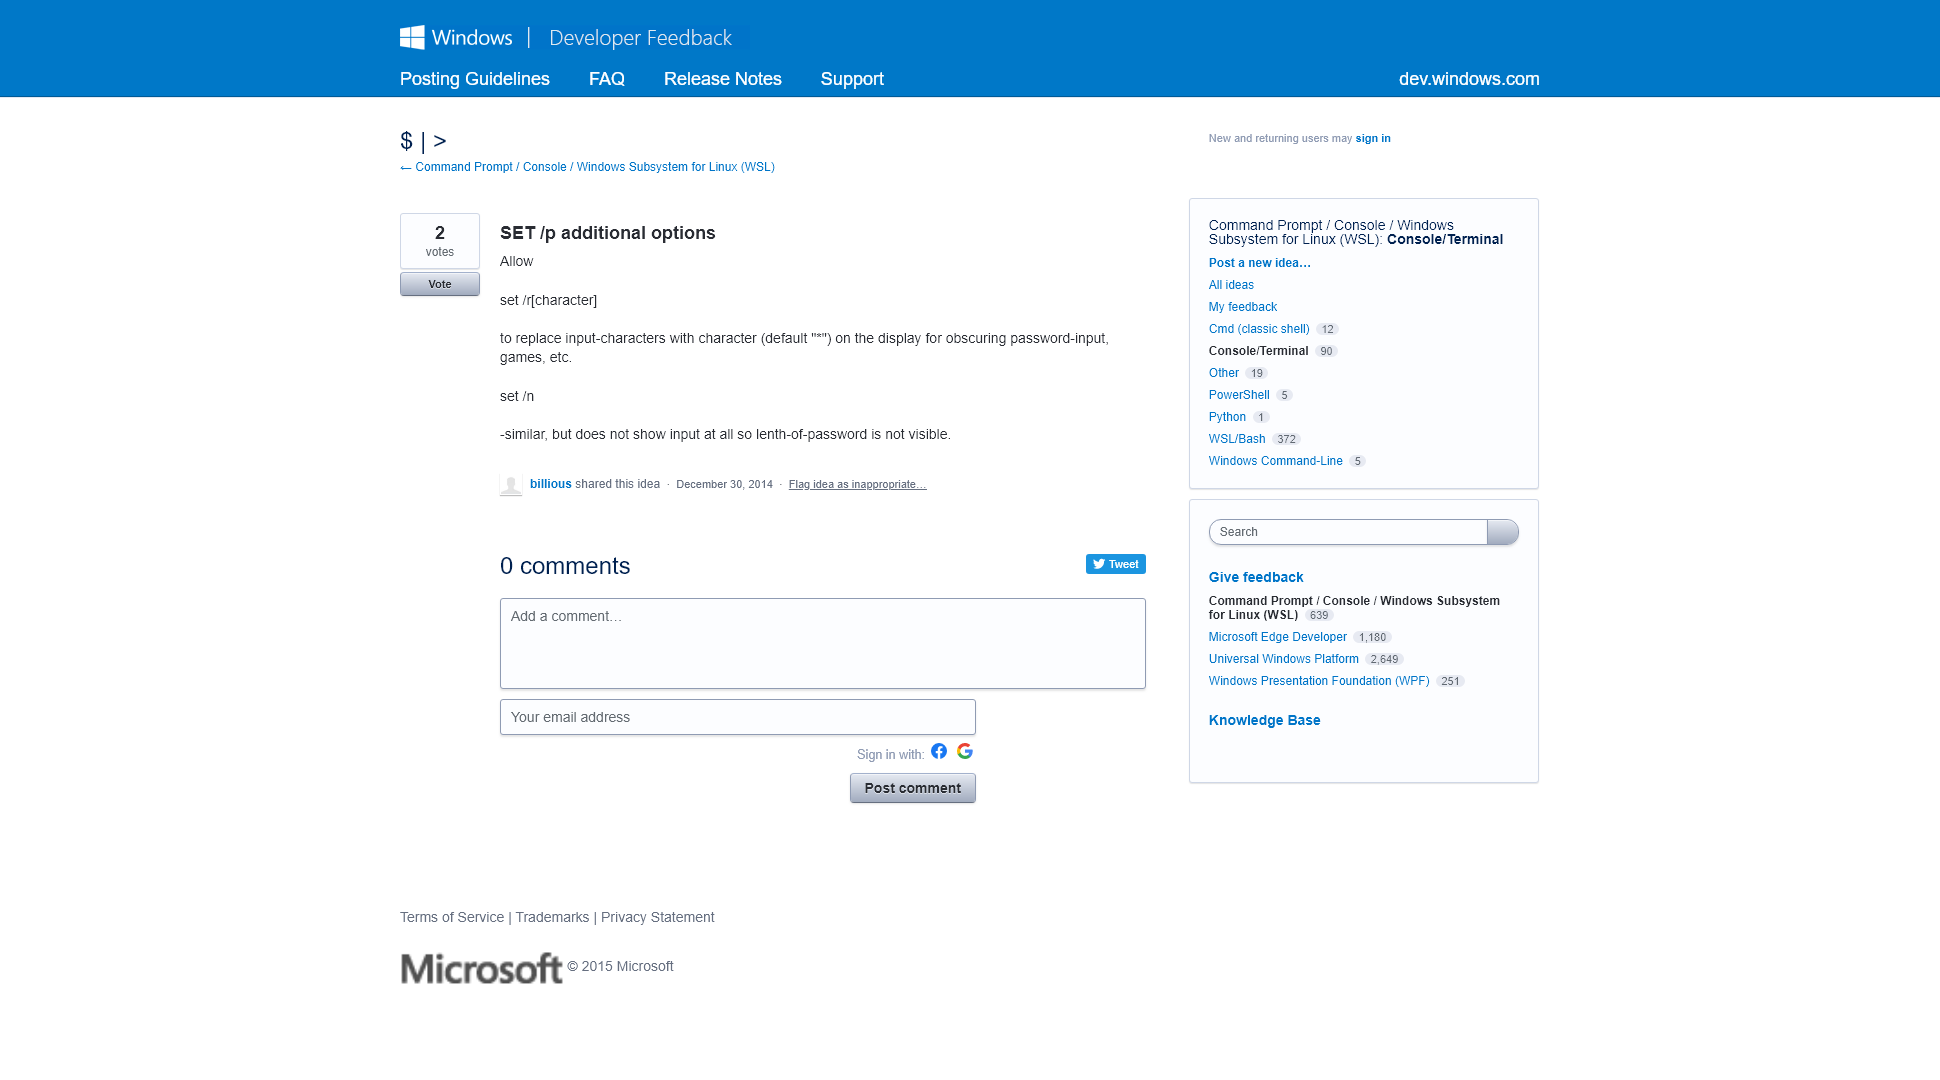 Windows | Developer Feedback
Posting Guidelines FAQ Release Notes Support dev.windows.com
$ | >
← Command Prompt / Console / Windows Subsystem for Linux (WSL)
2
votes
Vote
SET /p additional options
Allow
set /r[character]
to replace input-characters with character (default "*") on the display for obscuring password-input,
games, etc.
set /n
-similar, but does not show input at all so lenth-of-password is not visible.
billious shared this idea · December 30, 2014 · Flag idea as inappropriate…
0 comments
Tweet
Add a comment…
Your email address
Sign in with:
Post comment
New and returning users may sign in
Command Prompt / Console / Windows
Subsystem for Linux (WSL): Console/Terminal
Post a new idea…
All ideas
My feedback
Cmd (classic shell) 12
Console/Terminal 90
Other 19
PowerShell 5
Python 1
WSL/Bash 372
Windows Command-Line 5
Search
Give feedback
Command Prompt / Console / Windows Subsystem
for Linux (WSL) 639
Microsoft Edge Developer 1,180
Universal Windows Platform 2,649
Windows Presentation Foundation (WPF) 251
Knowledge Base
Terms of Service | Trademarks | Privacy Statement
Microsoft © 2015 Microsoft